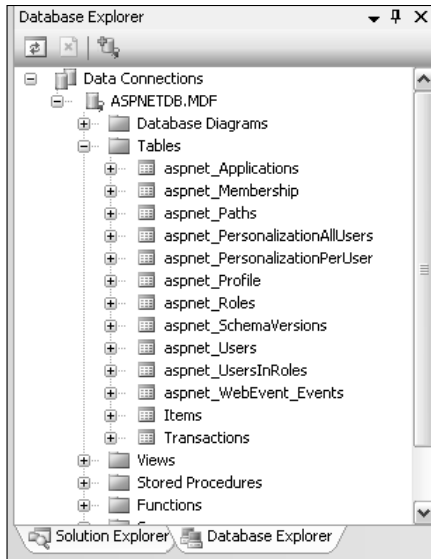 Database Explorer
Data Connections
ASPNETDB.MDF
Database Diagrams
Tables
aspnet_Applications
aspnet_Membership
aspnet_Paths
aspnet_PersonalizationAllUsers
aspnet_PersonalizationPerUser
aspnet_Profile
aspnet_Roles
aspnet_SchemaVersions
aspnet_Users
aspnet_UsersInRoles
aspnet_WebEvent_Events
Items
Transactions
Views
Stored Procedures
Functions
Solution Explorer Database Explorer